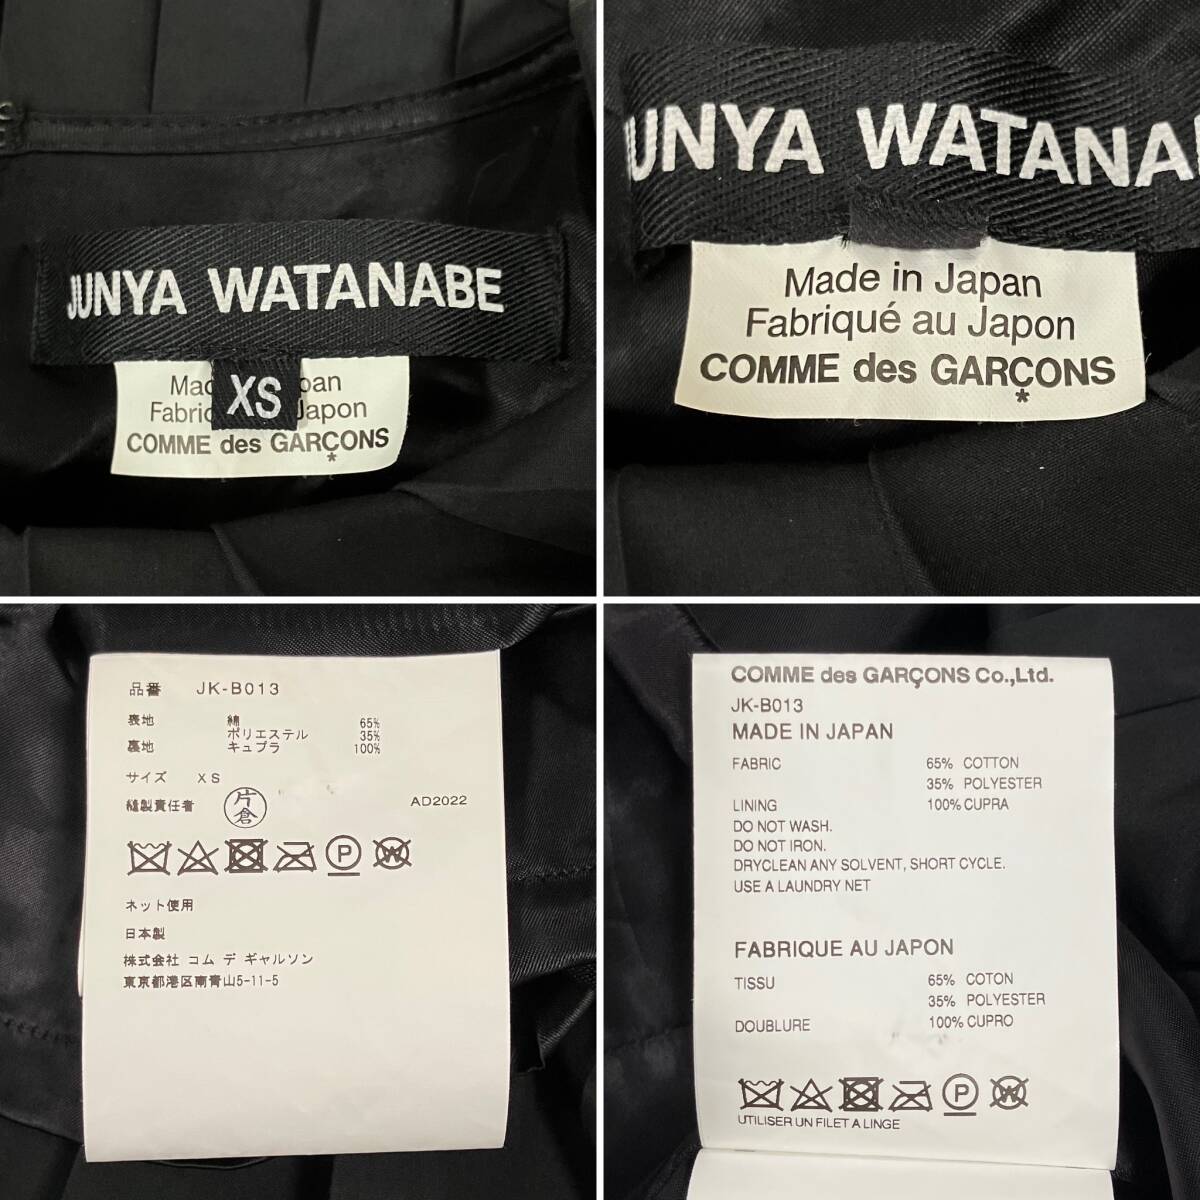 JUNYA WATANABE
XS
COMME des GARÇONS
*
JUNYA WATANA
Made in Japan
Fabriqué au Japon
COMME des GARÇONS
*
品番 JK-B013
表地 綿 65%
ポリエステル 35%
裏地 キュプラ 100%
サイズ XS
縫製責任者 片倉 AD2022
P W
ネット使用
日本製
株式会社 コム デ ギャルソン
東京都港区南青山5-11-5
COMME des GARÇONS Co.,Ltd.
JK-B013
MADE IN JAPAN
FABRIC 65% COTTON
35% POLYESTER
LINING 100% CUPRA
DO NOT WASH.
DO NOT IRON.
DRYCLEAN ANY SOLVENT, SHORT CYCLE.
USE A LAUNDRY NET
FABRIQUE AU JAPON
TISSU 65% COTON
35% POLYESTER
DOUBLURE 100% CUPRO
P W
UTILISER UN FILET A LINGE